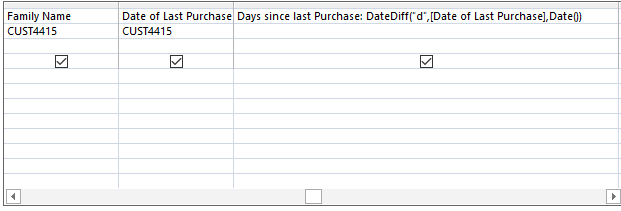 Family Name Date of Last Purchase Days since last Purchase: DateDiff("d",[Date of Last Purchase],Date())
CUST4415 CUST4415